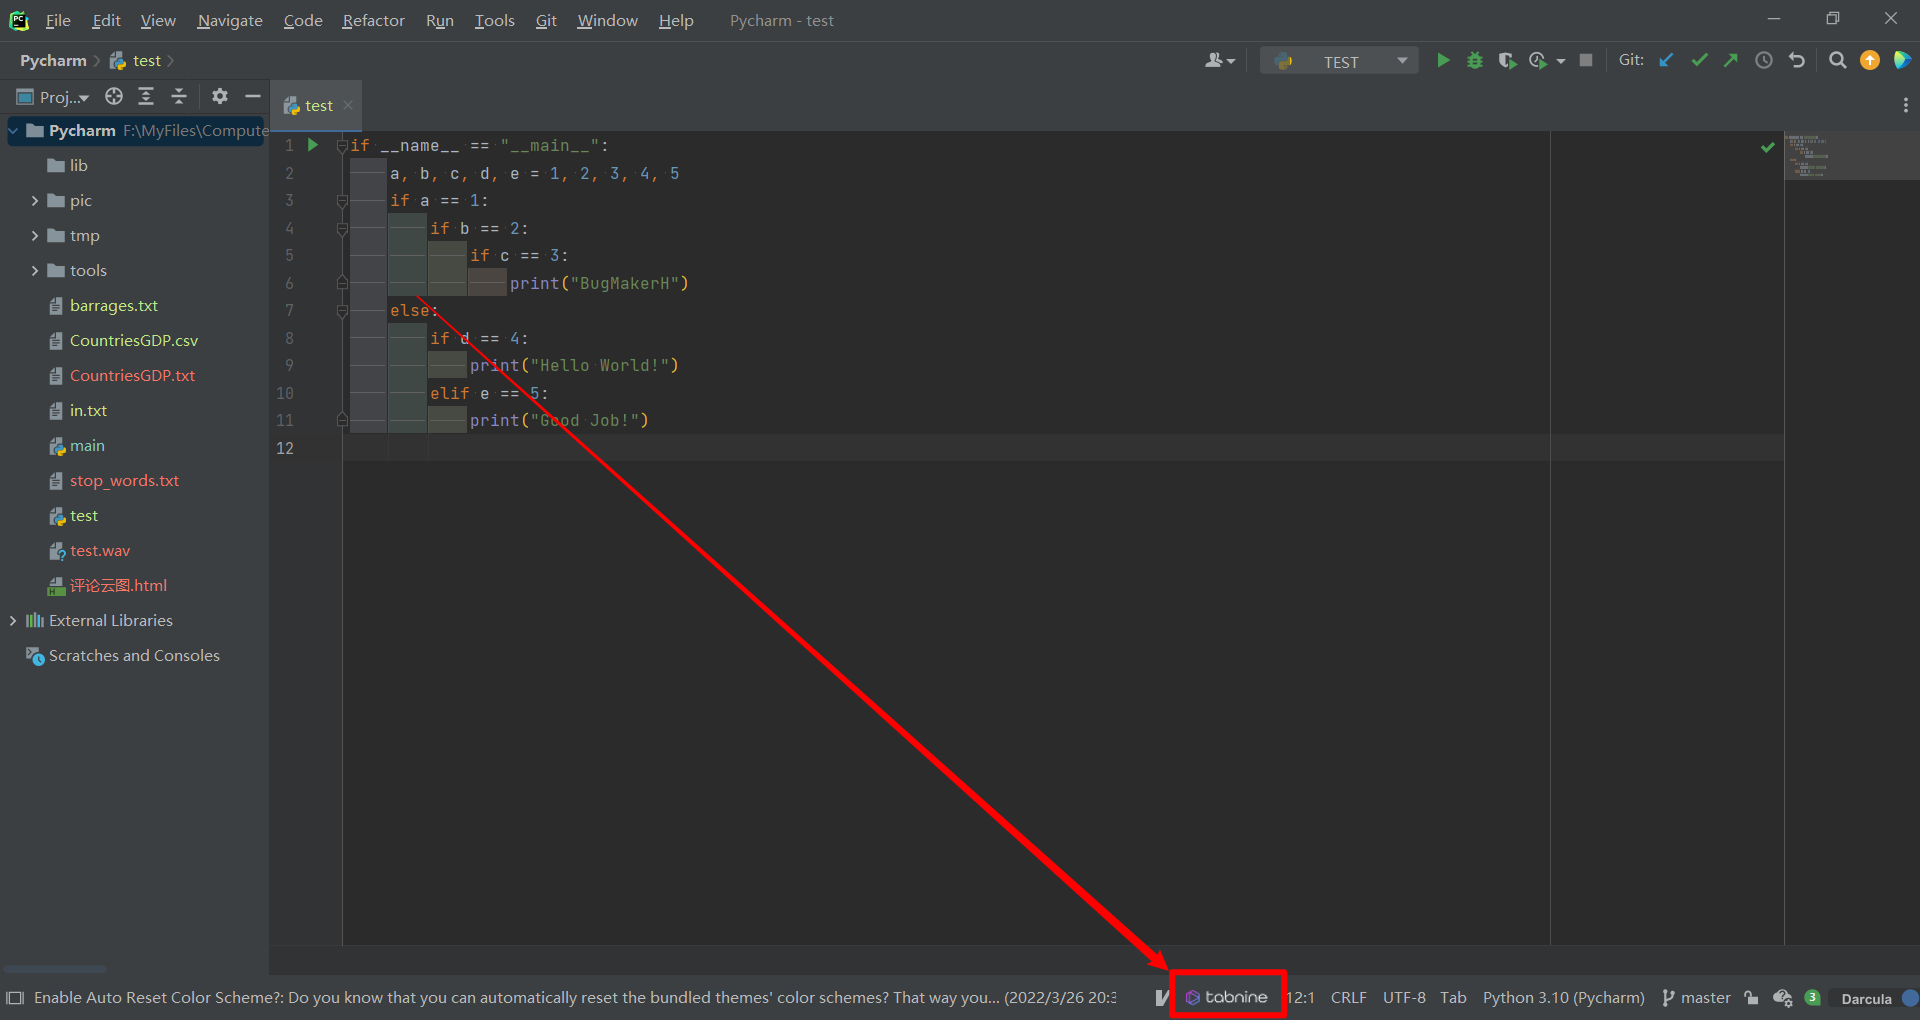 PC File Edit View Navigate Code Refactor Run Tools Git Window Help Pycharm - test
Pycharm test TEST Git:
Proj... test
Pycharm F:\MyFiles\Compute
lib
pic
tmp
tools
barrages.txt
CountriesGDP.csv
CountriesGDP.txt
in.txt
main
stop_words.txt
test
test.wav
评论云图.html
External Libraries
Scratches and Consoles
1 if __name__ == "__main__":
2 a, b, c, d, e = 1, 2, 3, 4, 5
3 if a == 1:
4 if b == 2:
5 if c == 3:
6 print("BugMakerH")
7 else:
8 if d == 4:
9 print("Hello World!")
10 elif e == 5:
11 print("Good Job!")
12
Enable Auto Reset Color Scheme?: Do you know that you can automatically reset the bundled themes' color schemes? That way you... (2022/3/26 20:3 tabnine 12:1 CRLF UTF-8 Tab Python 3.10 (Pycharm) master 3 Darcula